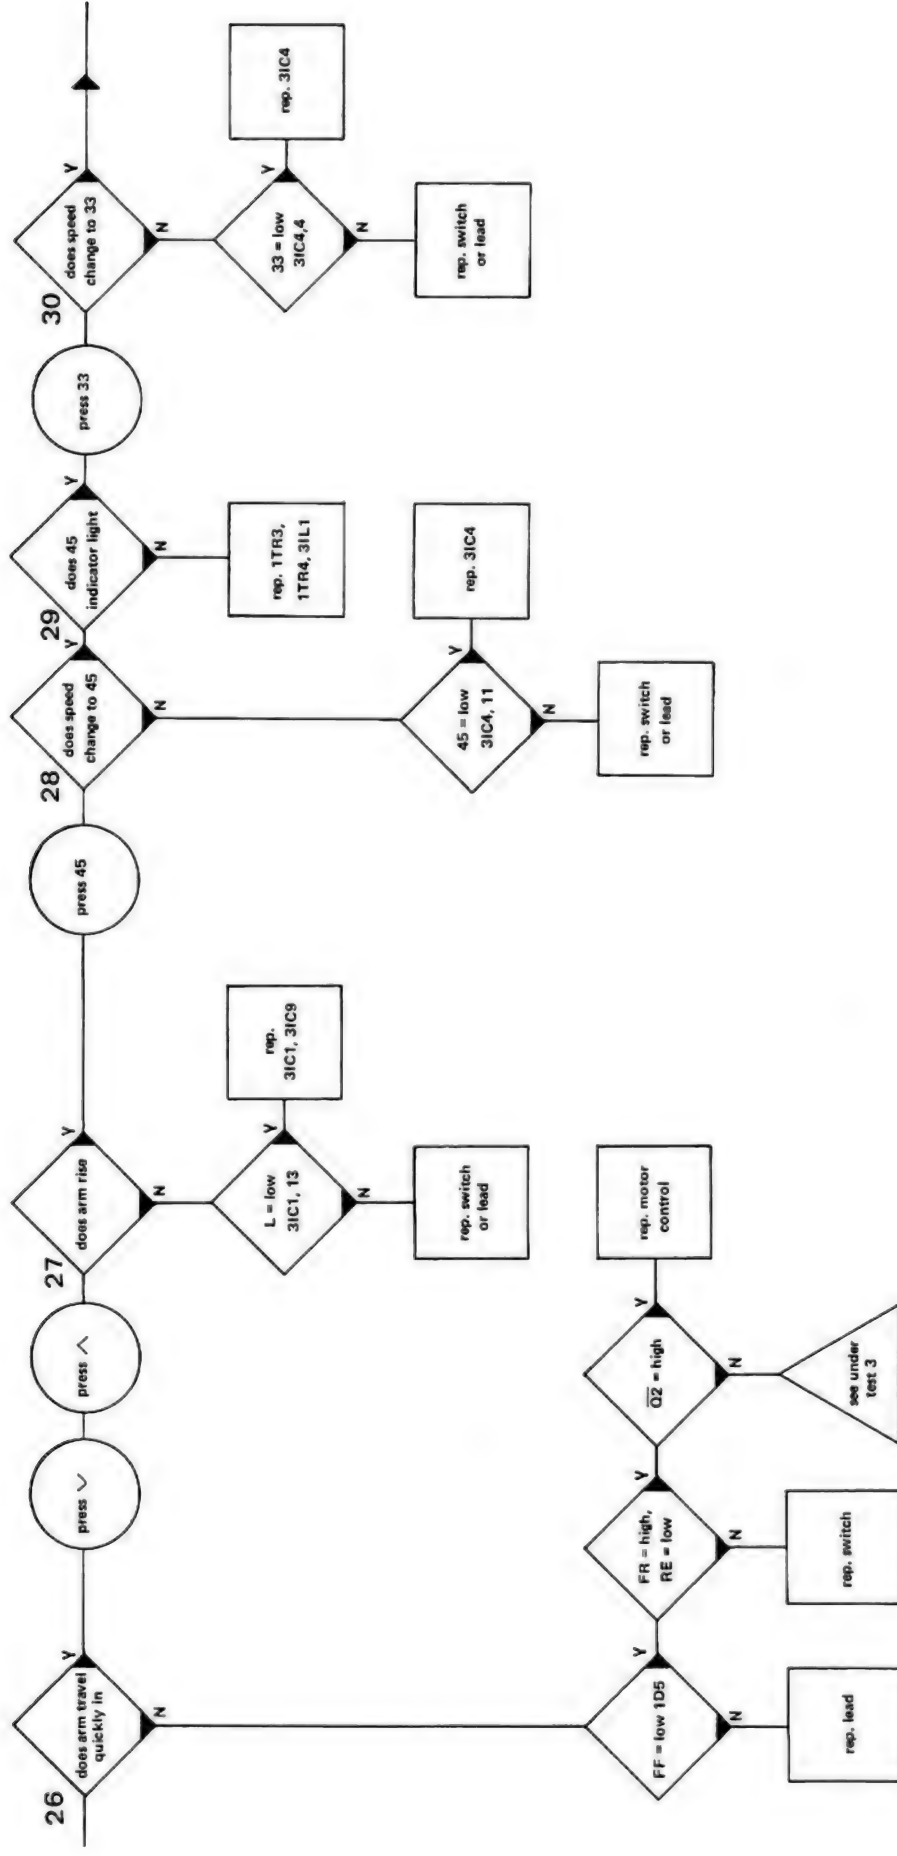 26
does arm travel
quickly in
Y
N
FF = low 1D5
Y
N
rep. lead
FR = high,
RE = low
Y
N
rep. switch
Q2 = high
Y
N
see under
test 3
rep. motor
control
press ∨
press ∧
27
does arm rise
Y
N
L = low
3IC1, 13
Y
N
rep.
3IC1, 3IC9
rep. switch
or lead
press 45
28
does speed
change to 45
Y
N
45 = low
3IC4, 11
Y
N
rep. 3IC4
rep. switch
or lead
29
does 45
indicator light
Y
N
rep. 1TR3,
1TR4, 3IL1
press 33
30
does speed
change to 33
Y
N
33 = low
3IC4,4
Y
N
rep. 3IC4
rep. switch
or lead